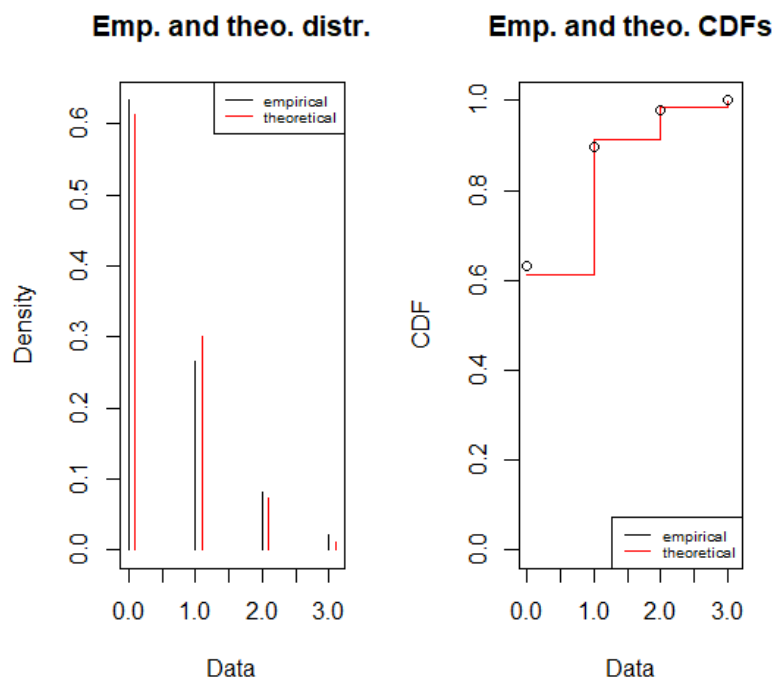 Emp. and theo. distr.
empirical
theoretical
Density
0.0
0.1
0.2
0.3
0.4
0.5
0.6
0.0 1.0 2.0 3.0
Data
Emp. and theo. CDFs
CDF
0.0
0.2
0.4
0.6
0.8
1.0
empirical
theoretical
0.0 1.0 2.0 3.0
Data